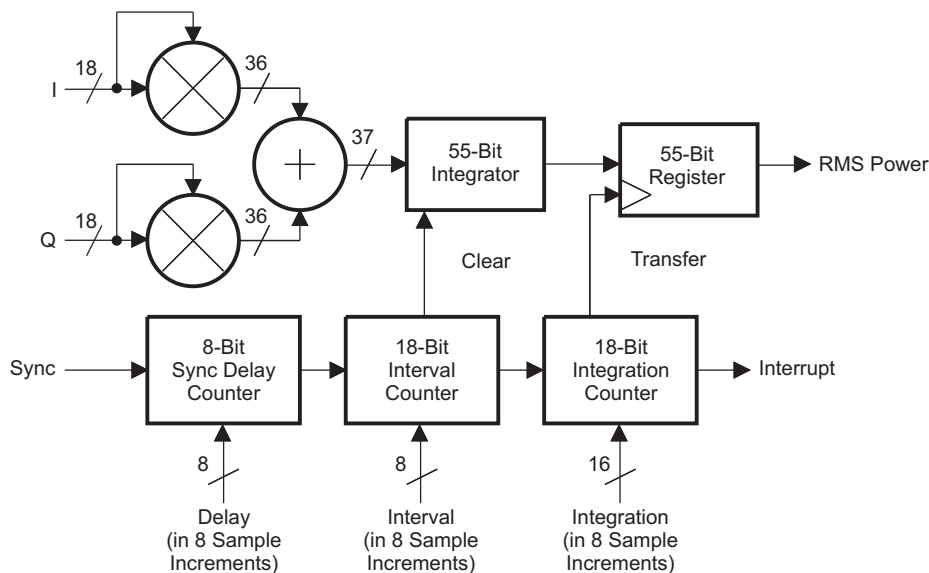 18
I
36
37
18
Q
36
55-Bit
Integrator
55-Bit
Register
RMS Power
Clear
Transfer
Sync
8-Bit
Sync Delay
Counter
18-Bit
Interval
Counter
18-Bit
Integration
Counter
Interrupt
8
8
16
Delay
(in 8 Sample
Increments)
Interval
(in 8 Sample
Increments)
Integration
(in 8 Sample
Increments)